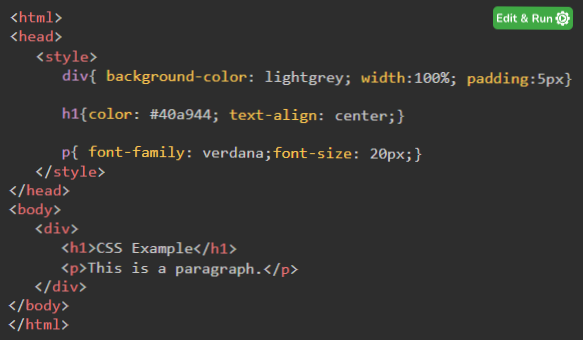 <html>
Edit & Run
<head>
<style>
div{ background-color: lightgrey; width:100%; padding:5px}
h1{color: #40a944; text-align: center;}
p{ font-family: verdana;font-size: 20px;}
</style>
</head>
<body>
<div>
<h1>CSS Example</h1>
<p>This is a paragraph.</p>
</div>
</body>
</html>